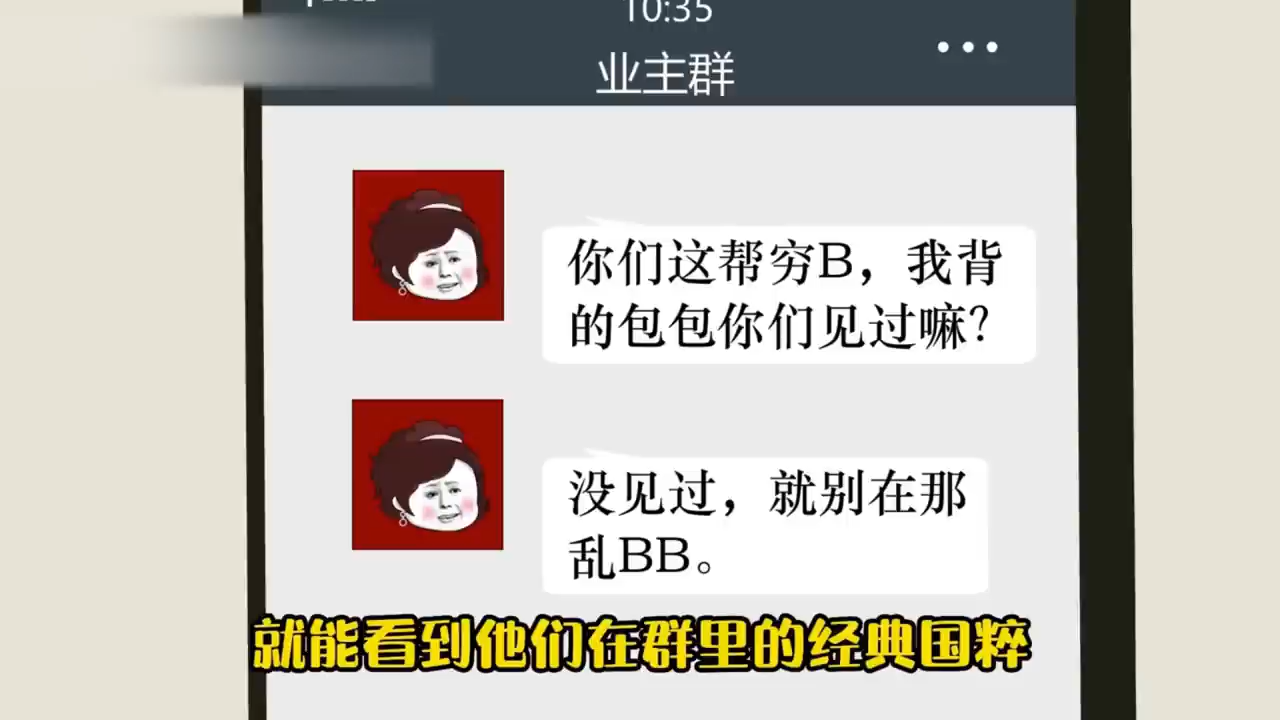 10:35
业主群
你们这帮穷B，我背
的包包你们见过嘛？
没见过，就别在那
乱BB。
就能看到他们在群里的经典国粹